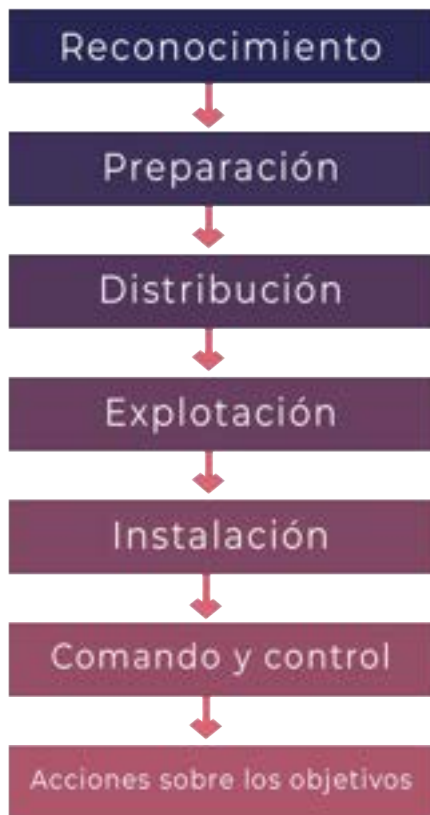 Reconocimiento
Preparación
Distribución
Explotación
Instalación
Comando y control
Acciones sobre los objetivos